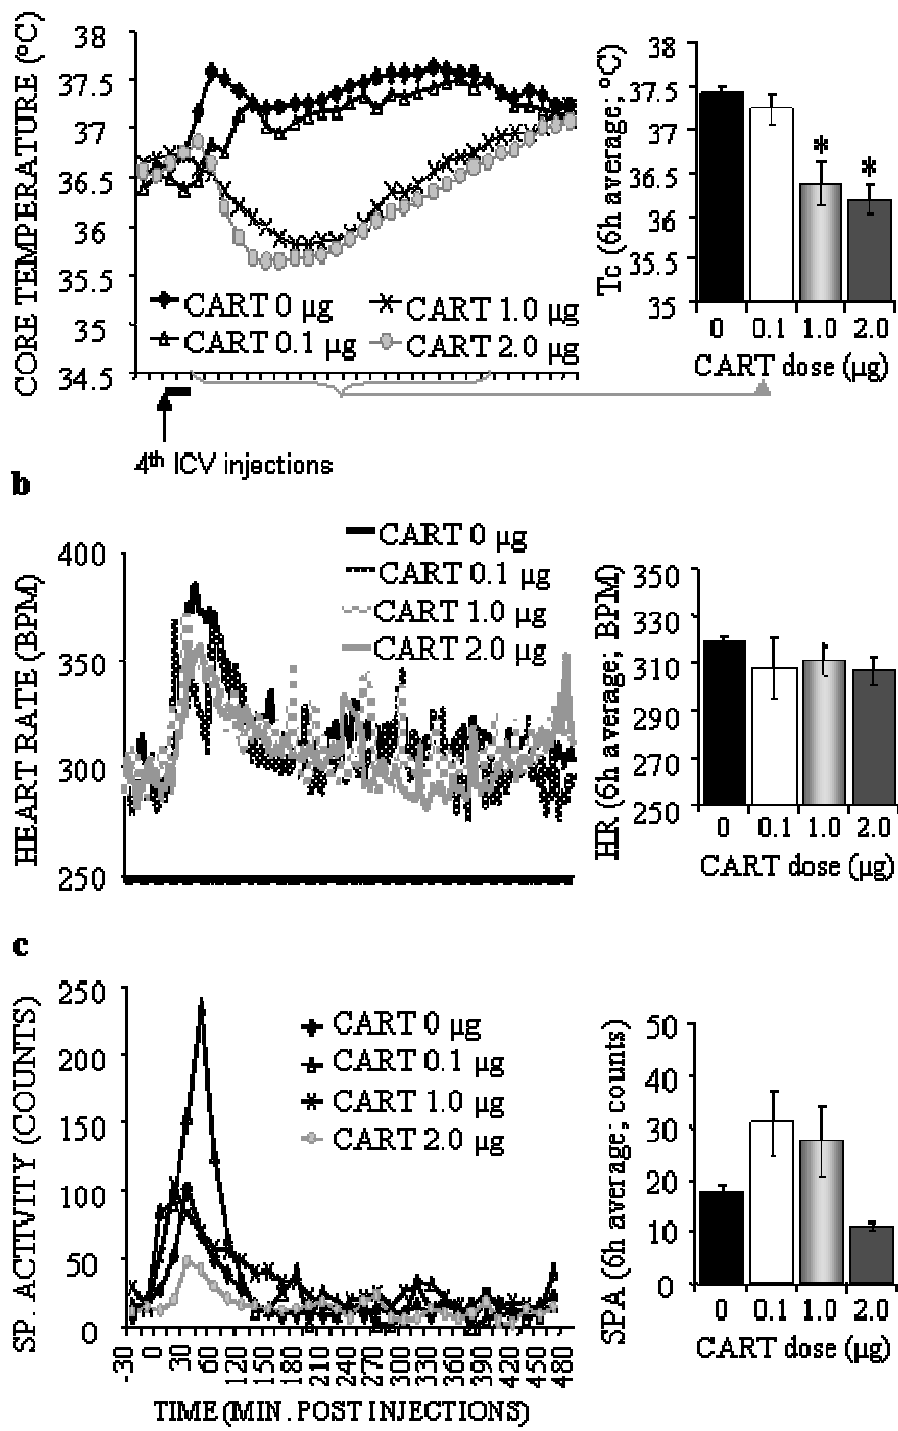 CORE TEMPERATURE (°C)
38
37.5
37
36.5
36
35.5
35
34.5
CART 0 µg
CART 1.0 µg
CART 0.1 µg
CART 2.0 µg
4th ICV injections
Tc (6h average; °C)
38
37.5
37
36.5
36
35.5
35
* *
0 0.1 1.0 2.0
CART dose (µg)
b
HEART RATE (BPM)
400
350
300
250
CART 0 µg
CART 0.1 µg
CART 1.0 µg
CART 2.0 µg
HR (6h average; BPM)
350
330
310
290
270
250
0 0.1 1.0 2.0
CART dose (µg)
c
SP. ACTIVITY (COUNTS)
250
200
150
100
50
0
CART 0 µg
CART 0.1 µg
CART 1.0 µg
CART 2.0 µg
-30 0 30 60 120 150 180 210 240 270 300 330 360 390 420 450 480
TIME (MIN. POST INJECTIONS)
SPA (6h average; counts)
50
40
30
20
10
0
0 0.1 1.0 2.0
CART dose (µg)